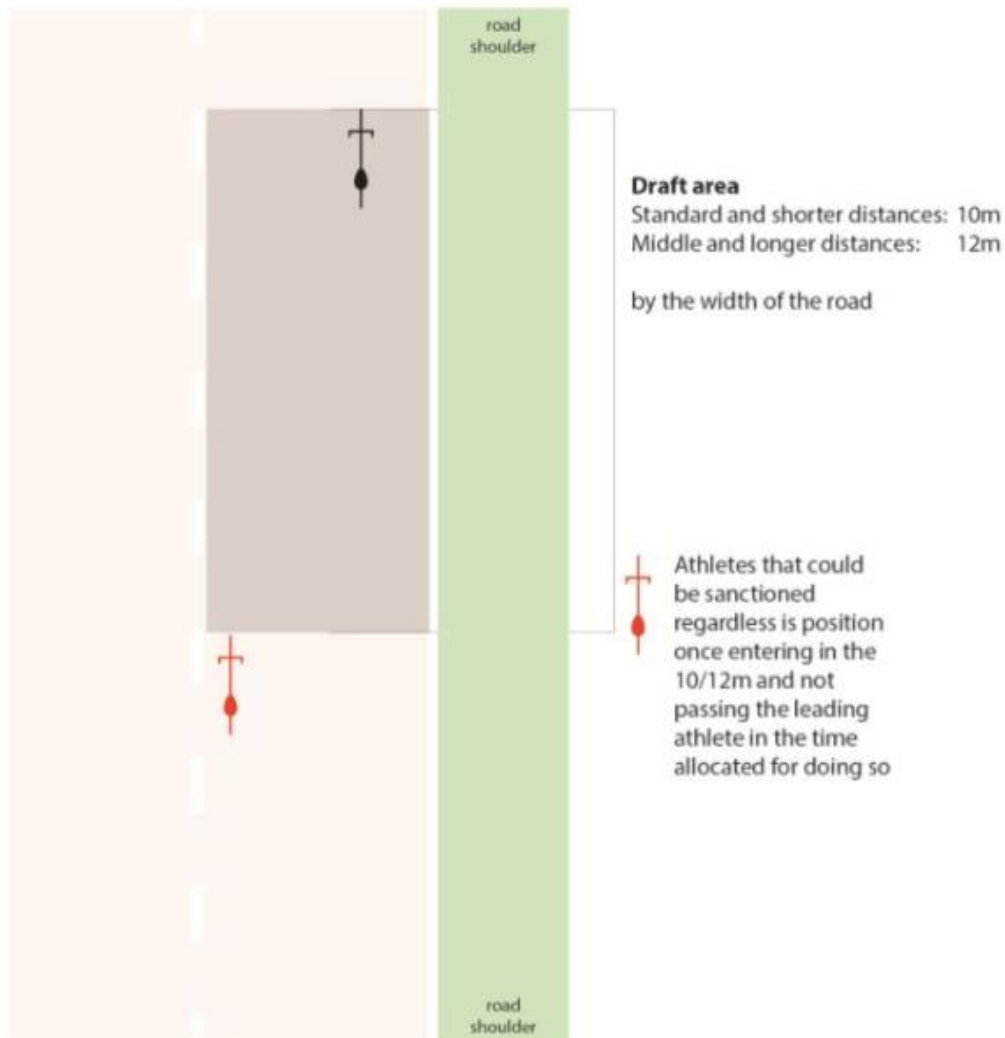 road
shoulder
Draft area
Standard and shorter distances: 10m
Middle and longer distances: 12m
by the width of the road
Athletes that could
be sanctioned
regardless is position
once entering in the
10/12m and not
passing the leading
athlete in the time
allocated for doing so
road
shoulder